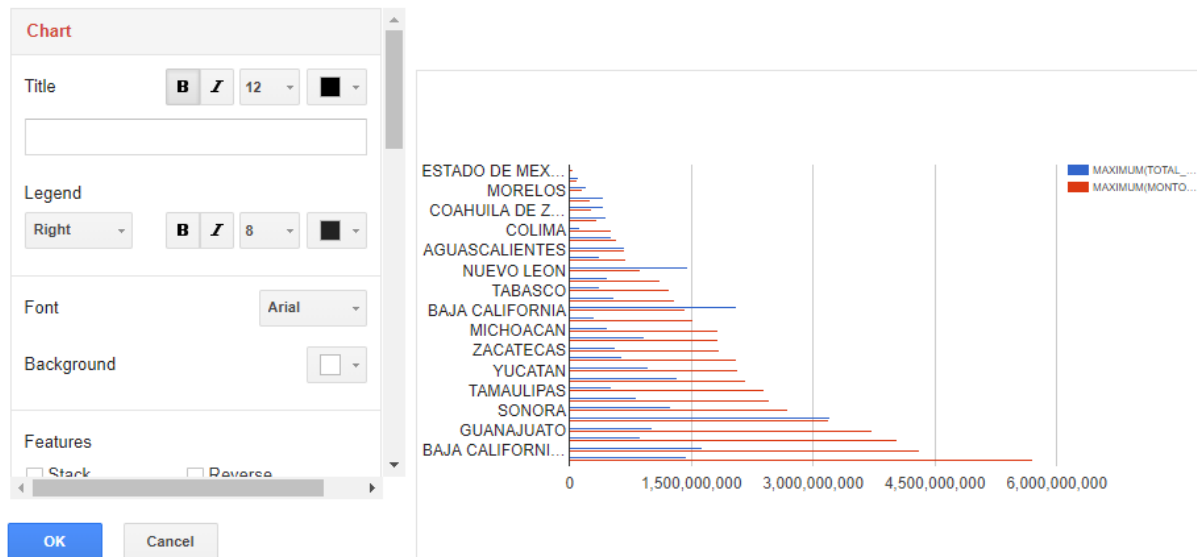 Chart
Title
B I 12
Legend
Right B I 8
Font Arial
Background
Features
Stack Reverse
OK Cancel
ESTADO DE MEX...
MORELOS
COAHUILA DE Z...
COLIMA
AGUASCALIENTES
NUEVO LEON
TABASCO
BAJA CALIFORNIA
MICHOACAN
ZACATECAS
YUCATAN
TAMAULIPAS
SONORA
GUANAJUATO
BAJA CALIFORNI...
0 1,500,000,000 3,000,000,000 4,500,000,000 6,000,000,000
MAXIMUM(TOTAL_...
MAXIMUM(MONTO...